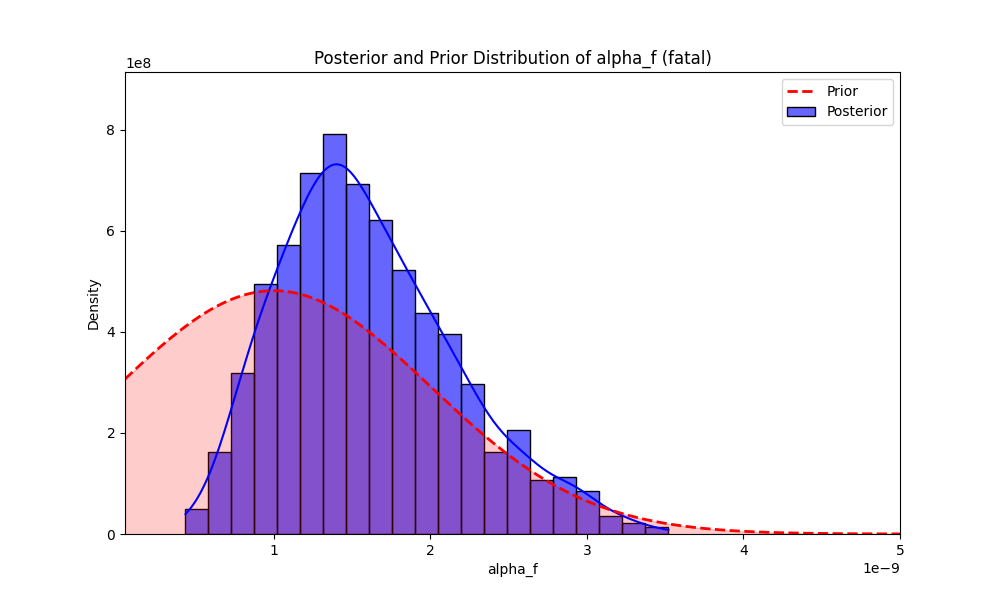 Posterior and Prior Distribution of alpha_f (fatal)
1e8
Prior
Posterior
8
6
4
2
0
Density
1
2
3
4
5
alpha_f
1e−9